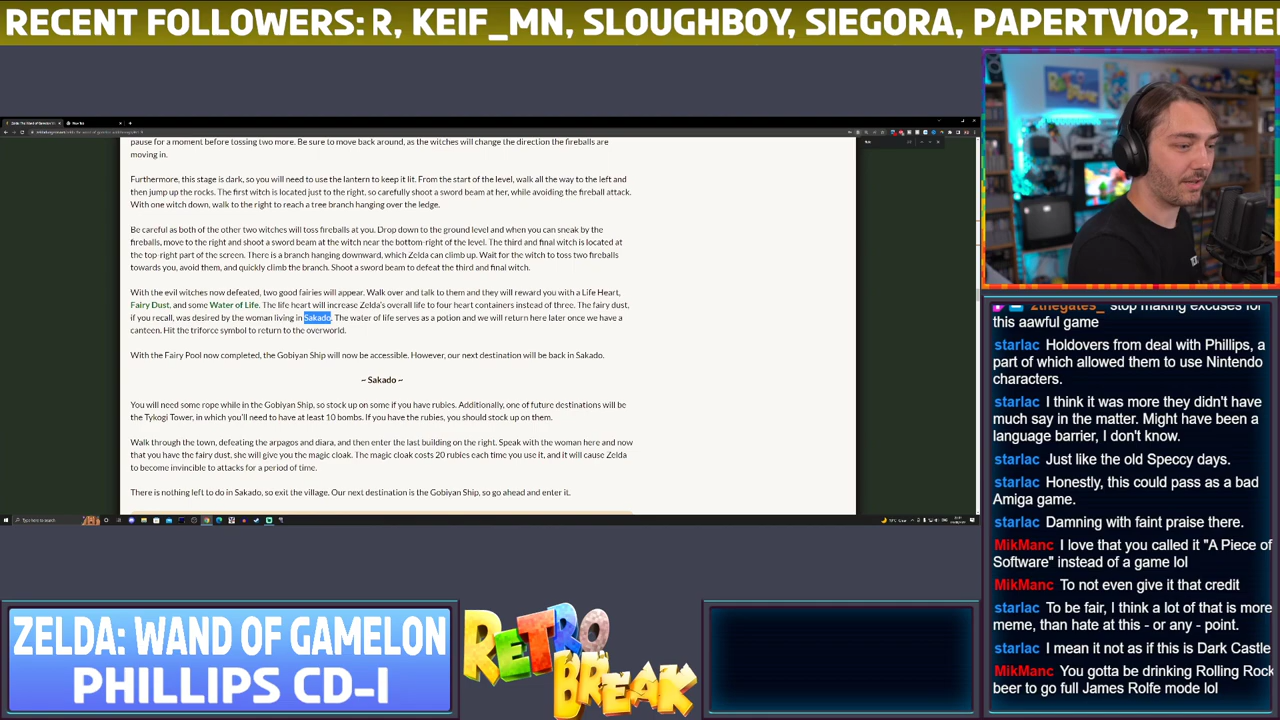 RECENT FOLLOWERS: R, KEIF_MN, SLOUGHBOY, SIEGORA, PAPERTV102, THE
pause for a moment before tossing two more. Be sure to move back around, as the witches will change the direction the fireballs are
moving in.
Furthermore, this stage is dark, so you will need to use the lantern to keep it lit. From the start of the level, walk all the way to the left and
then jump up the rocks. The first witch is located just to the right, so carefully shoot a sword beam at her, while avoiding the fireball attack.
With one witch down, walk to the right to reach a tree branch hanging over the ledge.
Be careful as both of the other two witches will toss fireballs at you. Drop down to the ground level and when you can sneak by the
fireballs, move to the right and shoot a sword beam at the witch near the bottom-right of the level. The third and final witch is located at
the top-right part of the screen. There is a branch hanging downward, which Zelda can climb up. Wait for the witch to toss two fireballs
towards you, avoid them, and quickly climb the branch. Shoot a sword beam to defeat the third and final witch.
With the evil witches now defeated, two good fairies will appear. Walk over and talk to them and they will reward you with a Life Heart,
Fairy Dust, and some Water of Life. The life heart will increase Zelda's overall life to four heart containers instead of three. The fairy dust,
if you recall, was desired by the woman living in Sakado. The water of life serves as a potion and we will return here later once we have a
canteen. Hit the triforce symbol to return to the overworld.
With the Fairy Pool now completed, the Gobiyan Ship will now be accessible. However, our next destination will be back in Sakado.
~ Sakado ~
You will need some rope while in the Gobiyan Ship, so stock up on some if you have rubies. Additionally, one of future destinations will be
the Tykogi Tower, in which you'll need to have at least 10 bombs. If you have the rubies, you should stock up on them.
Walk through the town, defeating the arpagos and diara, and then enter the last building on the right. Speak with the woman here and now
that you have the fairy dust, she will give you the magic cloak. The magic cloak costs 20 rubies each time you use it, and it will cause Zelda
to become invincible to attacks for a period of time.
There is nothing left to do in Sakado, so exit the village. Our next destination is the Gobiyan Ship, so go ahead and enter it.
Type here to search
2thegates_ stop making excuses for
this aawful game
starlac Holdovers from deal with Phillips, a
part of which allowed them to use Nintendo
characters.
starlac I think it was more they didn't have
much say in the matter. Might have been a
language barrier, I don't know.
starlac Just like the old Speccy days.
starlac Honestly, this could pass as a bad
Amiga game.
starlac Damning with faint praise there.
MikManc I love that you called it "A Piece of
Software" instead of a game lol
MikManc To not even give it that credit
starlac To be fair, I think a lot of that is more
meme, than hate at this - or any - point.
starlac I mean it not as if this is Dark Castle
MikManc You gotta be drinking Rolling Rock
beer to go full James Rolfe mode lol
ZELDA: WAND OF GAMELON
PHILLIPS CD-I
RETRO
BREAK